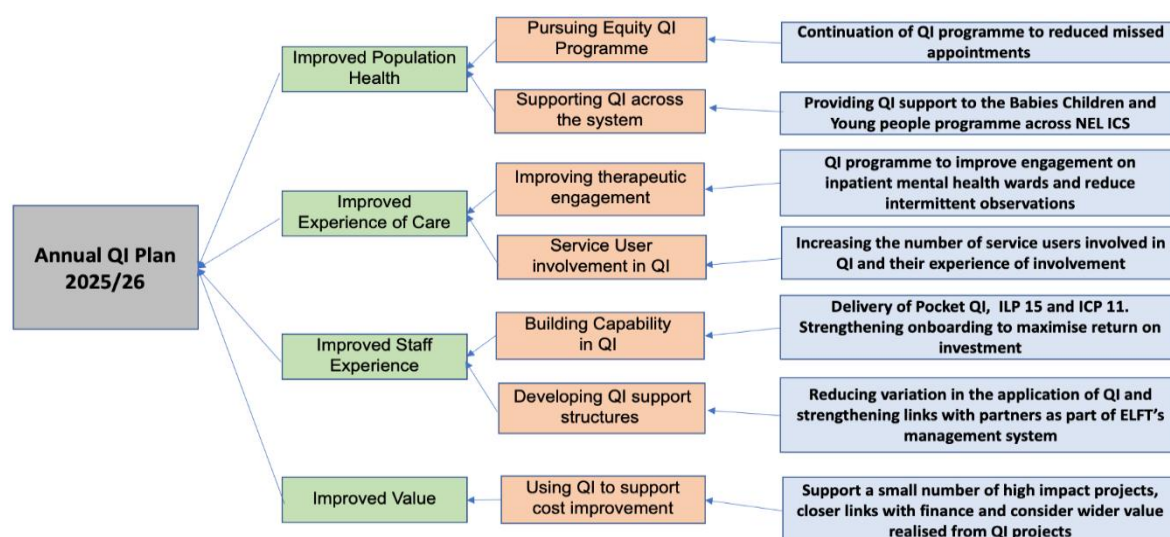 Annual QI Plan
2025/26
Improved Population
Health
Pursuing Equity QI
Programme
Continuation of QI programme to reduced missed
appointments
Supporting QI across
the system
Providing QI support to the Babies Children and
Young people programme across NEL ICS
Improved
Experience of Care
Improving therapeutic
engagement
QI programme to improve engagement on
inpatient mental health wards and reduce
intermittent observations
Service User
involvement in QI
Increasing the number of service users involved in
QI and their experience of involvement
Improved Staff
Experience
Building Capability
in QI
Delivery of Pocket QI, ILP 15 and ICP 11.
Strengthening onboarding to maximise return on
investment
Developing QI support
structures
Reducing variation in the application of QI and
strengthening links with partners as part of ELFT's
management system
Improved Value
Using QI to support
cost improvement
Support a small number of high impact projects,
closer links with finance and consider wider value
realised from QI projects